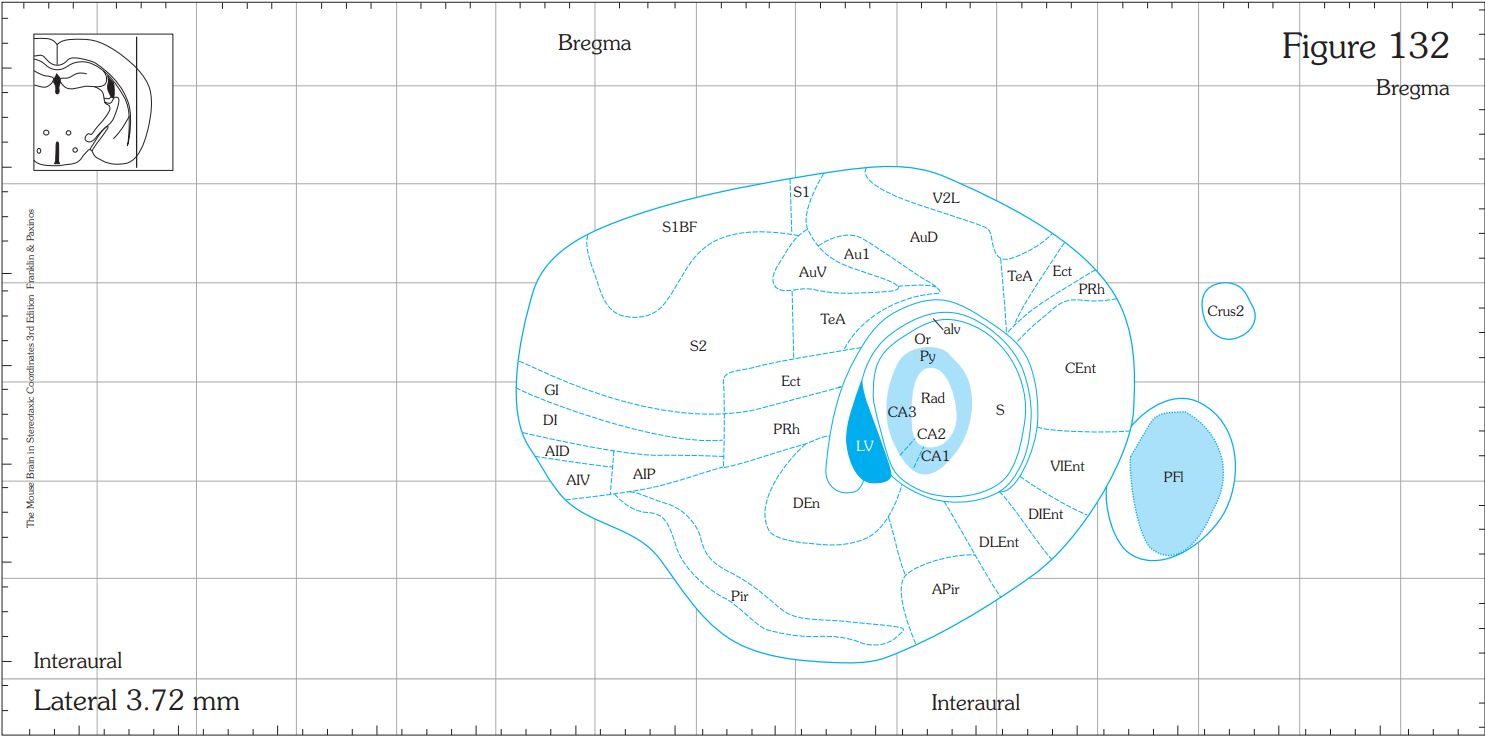 Bregma
Figure 132
Bregma
S1
V2L
S1BF
AuD
Au1
AuV
TeA
Ect
PRh
Crus2
TeA
alv
Or
Py
S2
CEnt
Ect
GI
Rad
DI
CA3
S
PRh
CA2
LV
AID
CA1
VIEnt
AIV
AIP
PFl
DEn
DIEnt
DLEnt
APir
Pir
The Mouse Brain in Stereotaxic Coordinates 3rd Edition Franklin & Paxinos
Interaural
Lateral 3.72 mm
Interaural